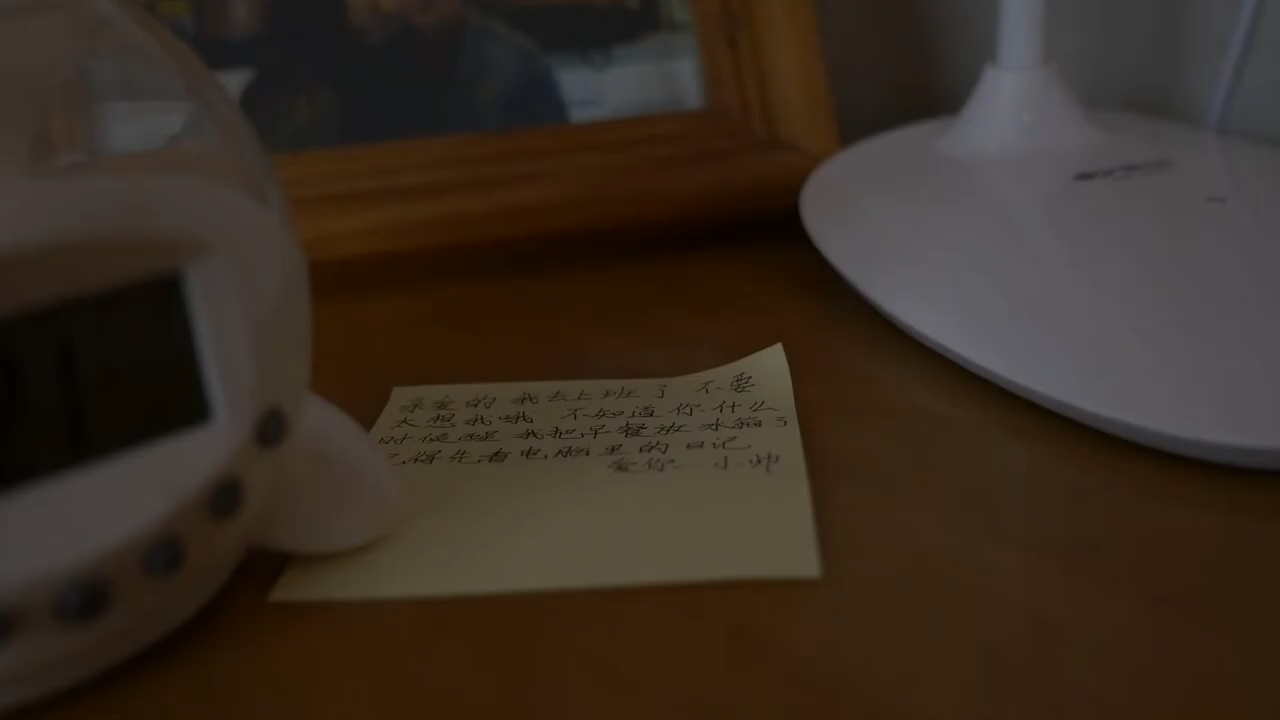 亲爱的 我去上班了 不要
太想我哦 不知道你什么
时候醒 我把早餐放冰箱了
记得先看电脑里的日记
爱你 小帅